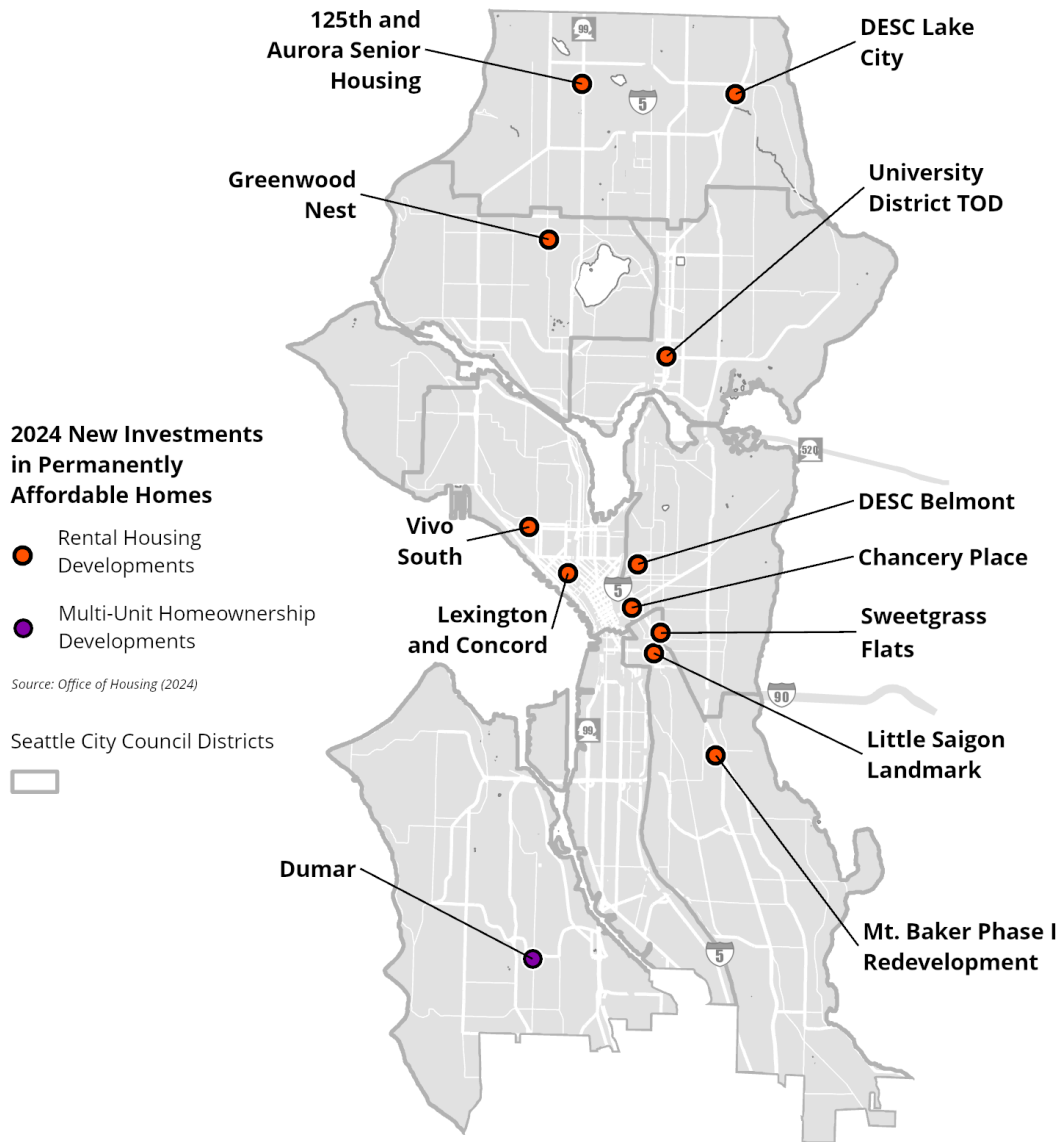 125th and
Aurora Senior
Housing
99
5
DESC Lake
City
Greenwood
Nest
University
District TOD
2024 New Investments
in Permanently
Affordable Homes
Rental Housing
Developments
Multi-Unit Homeownership
Developments
Source: Office of Housing (2024)
Seattle City Council Districts
520
DESC Belmont
Vivo
South
Chancery Place
5
Lexington
and Concord
Sweetgrass
Flats
90
99
Little Saigon
Landmark
Dumar
Mt. Baker Phase I
Redevelopment
5